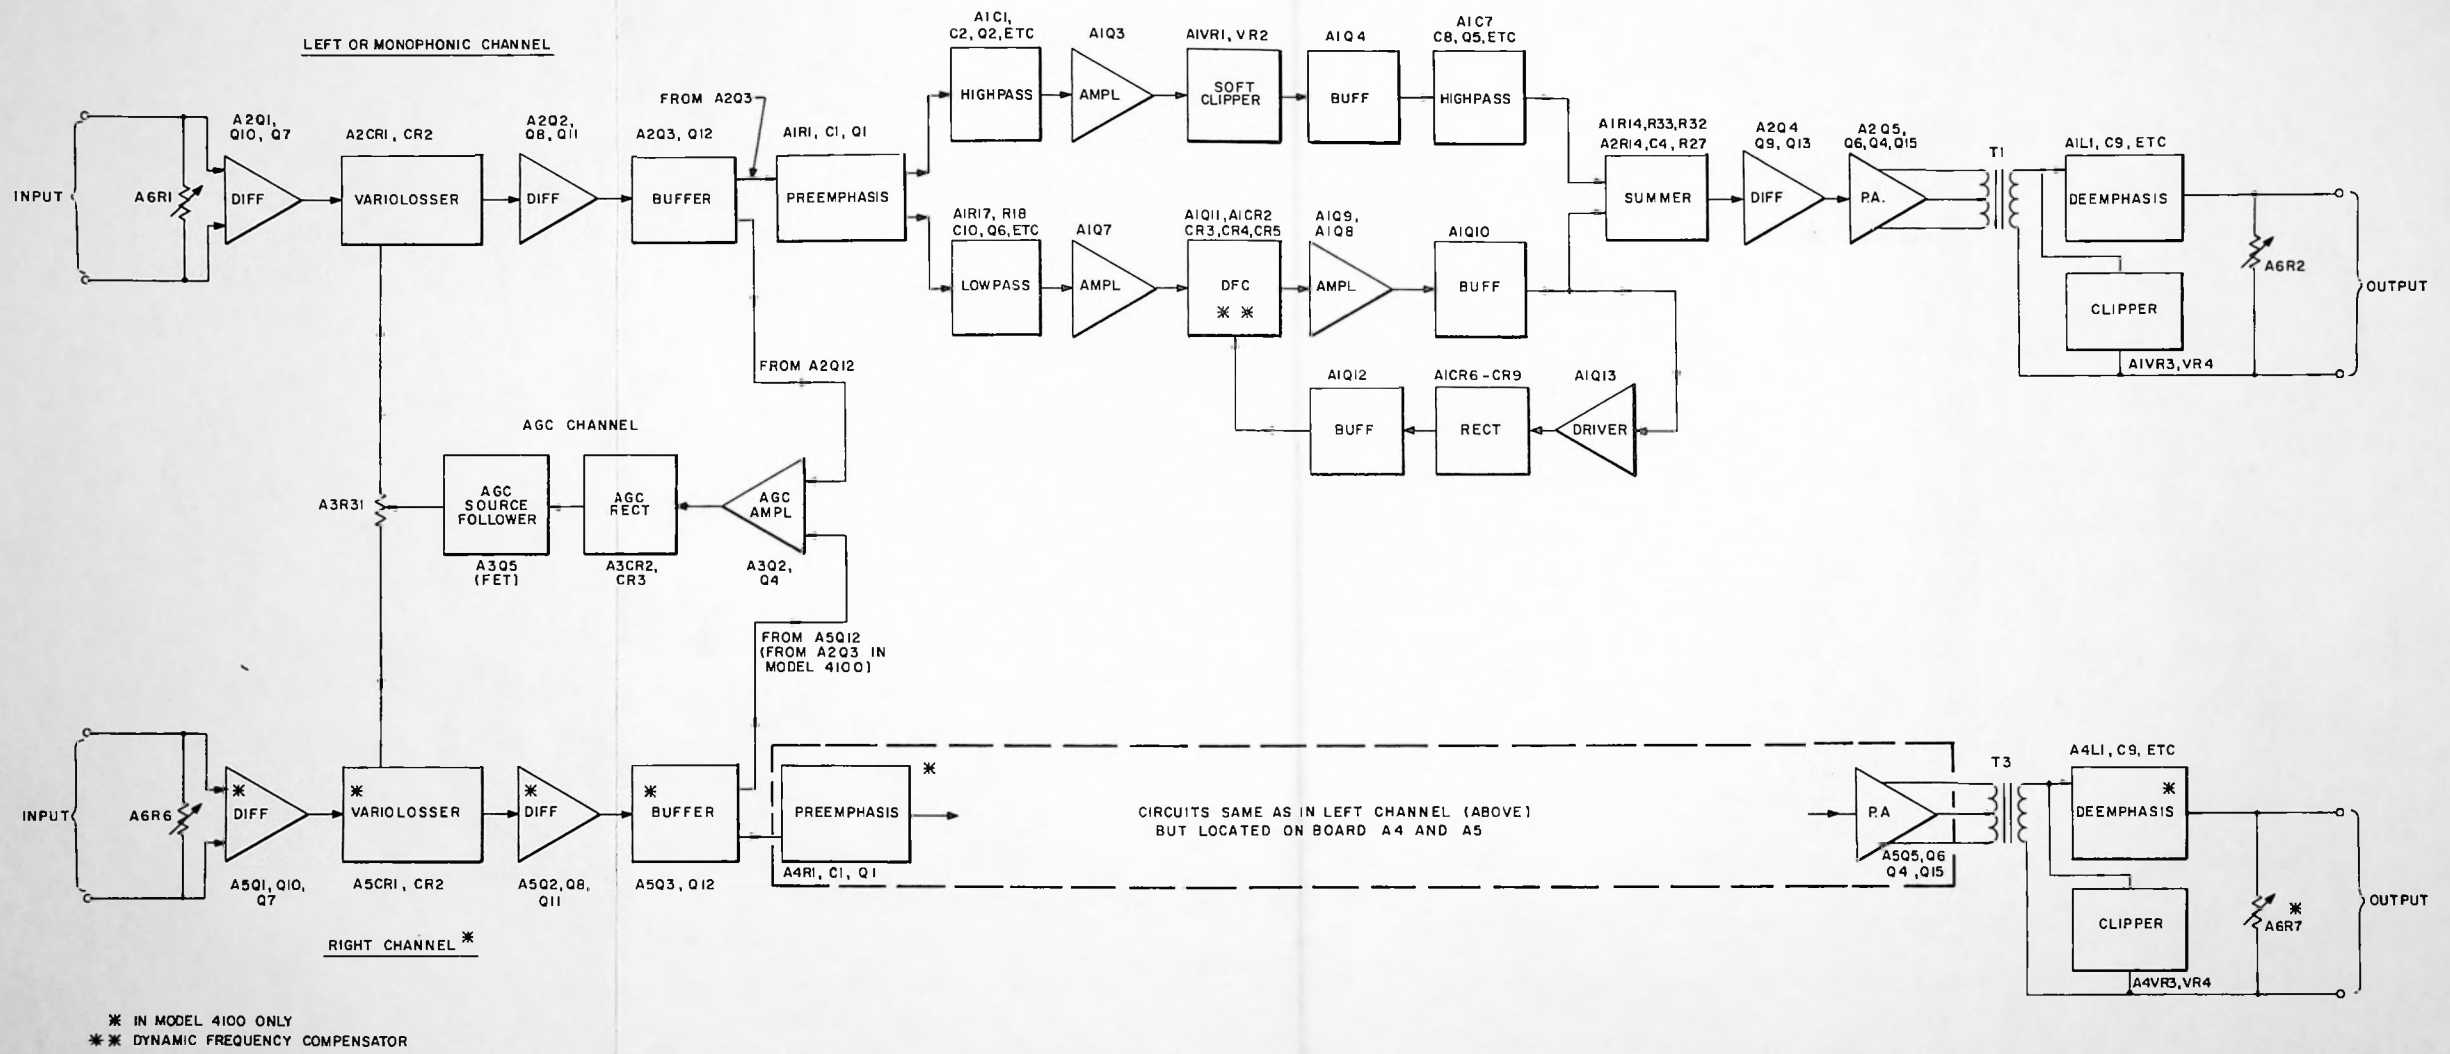 LEFT OR MONOPHONIC CHANNEL
INPUT
A6R1
A2Q1,
Q10, Q7
DIFF
A2CR1, CR2
VARIOLOSSER
A2Q2,
Q8, Q11
DIFF
A2Q3, Q12
BUFFER
FROM A2Q3
A1R1, C1, Q1
PREEMPHASIS
A1C1,
C2, Q2, ETC
HIGHPASS
A1Q3
AMPL
A1VR1, VR2
SOFT
CLIPPER
A1Q4
BUFF
A1C7
C8, Q5, ETC
HIGHPASS
A1R17, R18
C10, Q6, ETC
LOWPASS
A1Q7
AMPL
A1Q11, A1CR2
CR3, CR4, CR5
DFC
* *
A1Q9,
A1Q8
AMPL
A1Q10
BUFF
A1R14, R33, R32
A2R14, C4, R27
SUMMER
A2Q4
Q9, Q13
DIFF
A2Q5,
Q6, Q4, Q15
P.A.
T1
A1L1, C9, ETC
DEEMPHASIS
CLIPPER
A1VR3, VR4
A6R2
OUTPUT
A1Q12
BUFF
A1CR6-CR9
RECT
A1Q13
DRIVER
FROM A2Q12
AGC CHANNEL
A3R31
AGC
SOURCE
FOLLOWER
A3Q5
(FET)
AGC
RECT
A3CR2,
CR3
AGC
AMPL
A3Q2,
Q4
FROM A5Q12
(FROM A2Q3 IN
MODEL 4100)
INPUT
A6R6
*
DIFF
A5Q1, Q10,
Q7
*
VARIOLOSSER
A5CR1, CR2
*
DIFF
A5Q2, Q8,
Q11
*
BUFFER
A5Q3, Q12
PREEMPHASIS
*
A4R1, C1, Q1
CIRCUITS SAME AS IN LEFT CHANNEL (ABOVE)
BUT LOCATED ON BOARD A4 AND A5
P.A
A5Q5, Q6
Q4, Q15
T3
A4L1, C9, ETC
*
DEEMPHASIS
CLIPPER
A4VR3, VR4
*
A6R7
OUTPUT
RIGHT CHANNEL *
* IN MODEL 4100 ONLY
** DYNAMIC FREQUENCY COMPENSATOR